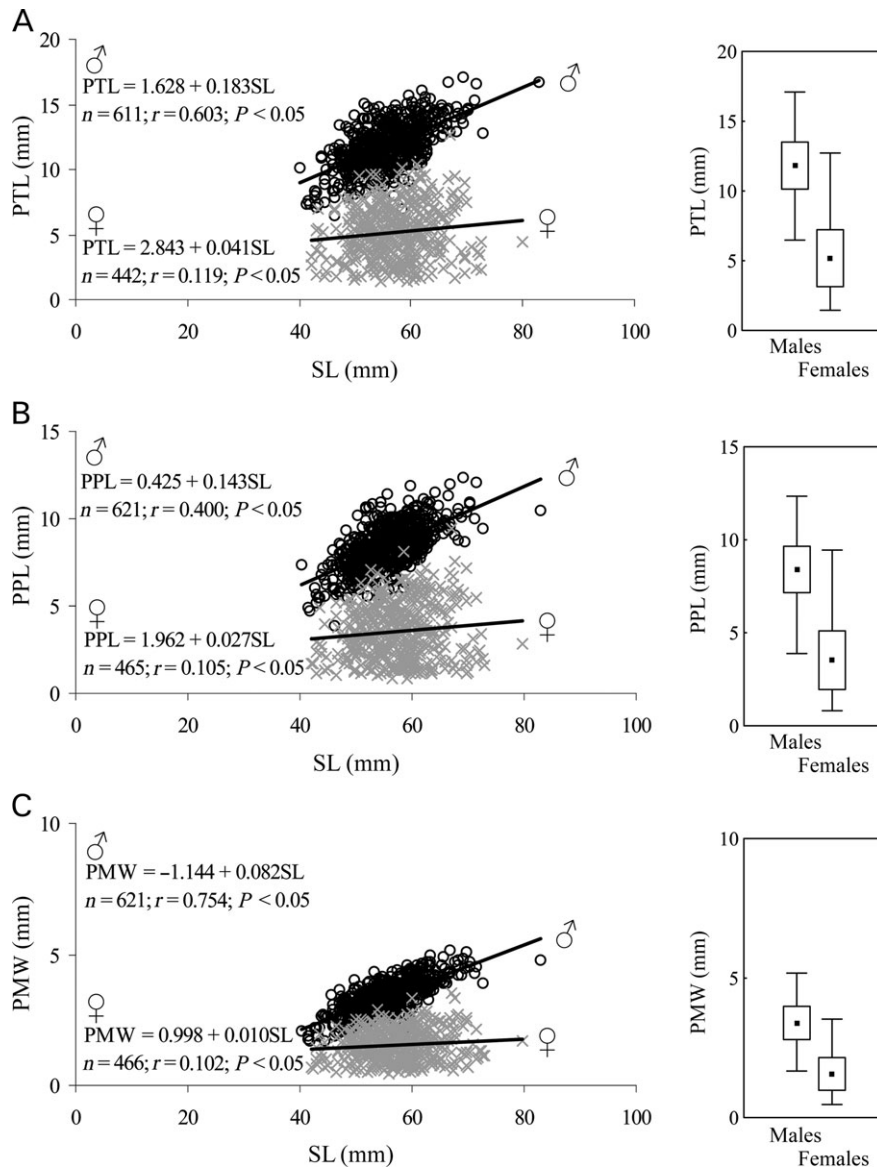 A
20
15
10
5
0
PTL (mm)
♂
PTL = 1.628 + 0.183SL
n = 611; r = 0.603; P < 0.05
♀
PTL = 2.843 + 0.041SL
n = 442; r = 0.119; P < 0.05
♂
♀
0 20 40 60 80 100
SL (mm)
20
15
10
5
0
PTL (mm)
Males
Females
B
15
10
5
0
PPL (mm)
♂
PPL = 0.425 + 0.143SL
n = 621; r = 0.400; P < 0.05
♀
PPL = 1.962 + 0.027SL
n = 465; r = 0.105; P < 0.05
♂
♀
0 20 40 60 80 100
SL (mm)
15
10
5
0
PPL (mm)
Males
Females
C
10
5
0
PMW (mm)
♂
PMW = –1.144 + 0.082SL
n = 621; r = 0.754; P < 0.05
♀
PMW = 0.998 + 0.010SL
n = 466; r = 0.102; P < 0.05
♂
♀
0 20 40 60 80 100
SL (mm)
10
5
0
PMW (mm)
Males
Females